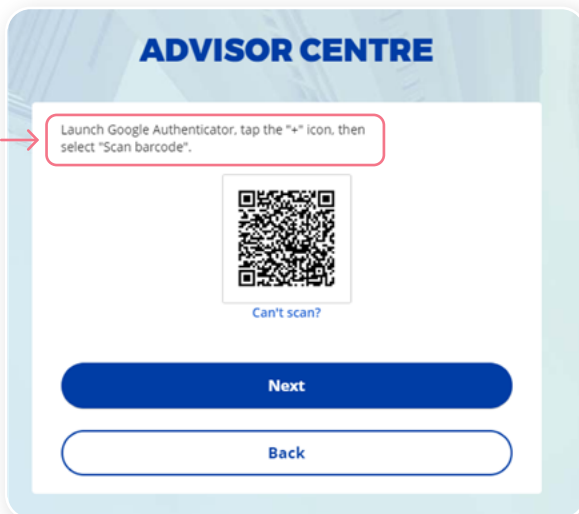 ADVISOR CENTRE
Launch Google Authenticator, tap the "+" icon, then
select "Scan barcode".
Can't scan?
Next
Back